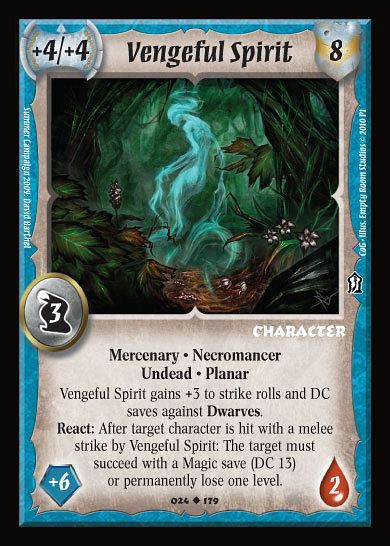 +4/+4
Vengeful Spirit
8
Summer Campaign 2009: David Barthel
CoG · Illus. Empty Room Studios © 2010 P1
3
CHARACTER
Mercenary • Necromancer
Undead • Planar
Vengeful Spirit gains +3 to strike rolls and DC
saves against Dwarves.
React: After target character is hit with a melee
strike by Vengeful Spirit: The target must
succeed with a Magic save (DC 13)
or permanently lose one level.
+6
2
024 ◆ 179